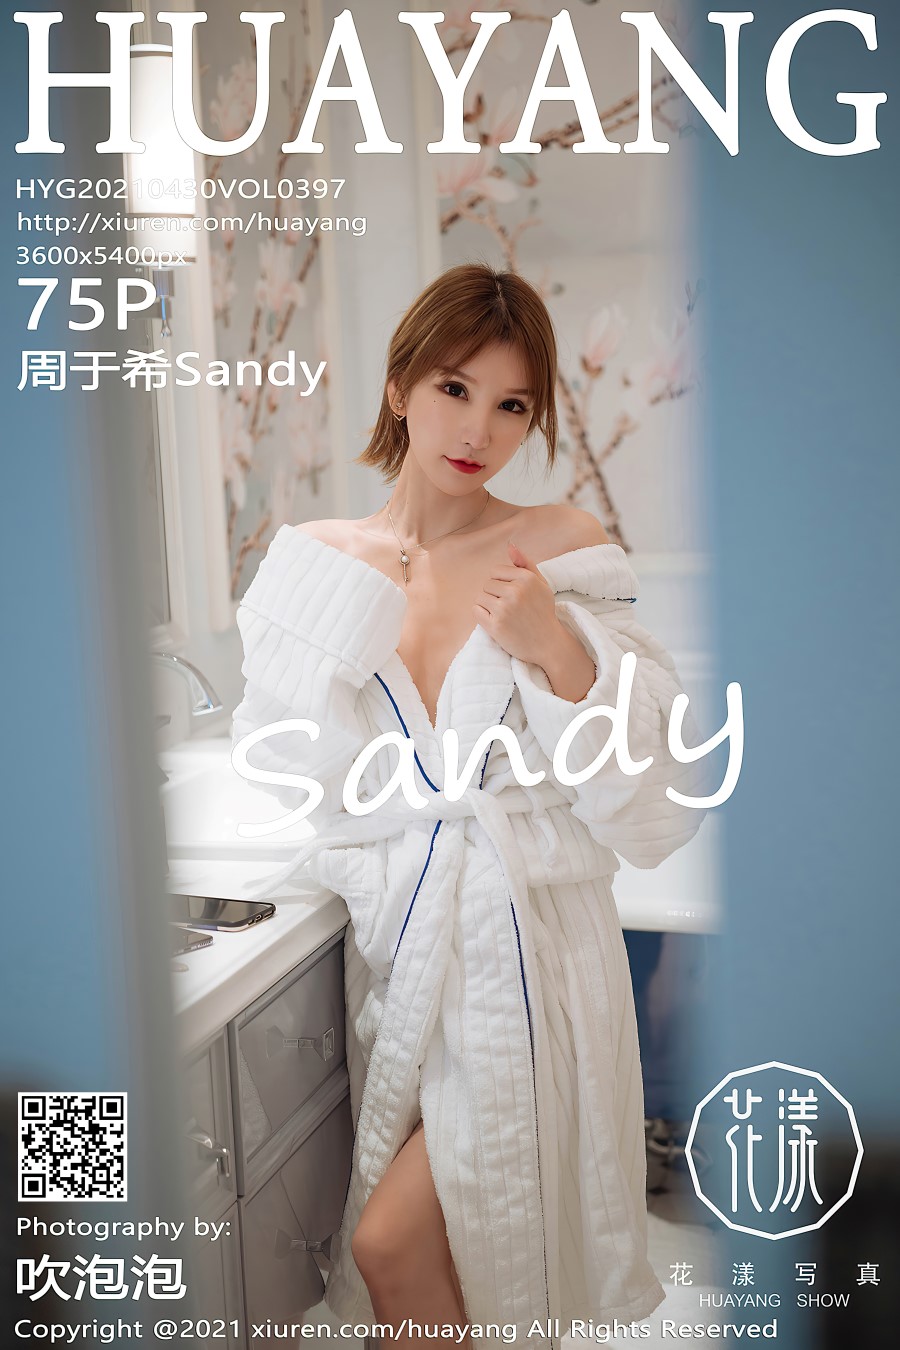 HUAYANG
HYG20210430VOL0397
http://xiuren.com/huayang
3600x5400px
75P
周于希Sandy
Sandy
花漾
Photography by:
吹泡泡
花漾写真
HUAYANG SHOW
Copyright @2021 xiuren.com/huayang All Rights Reserved